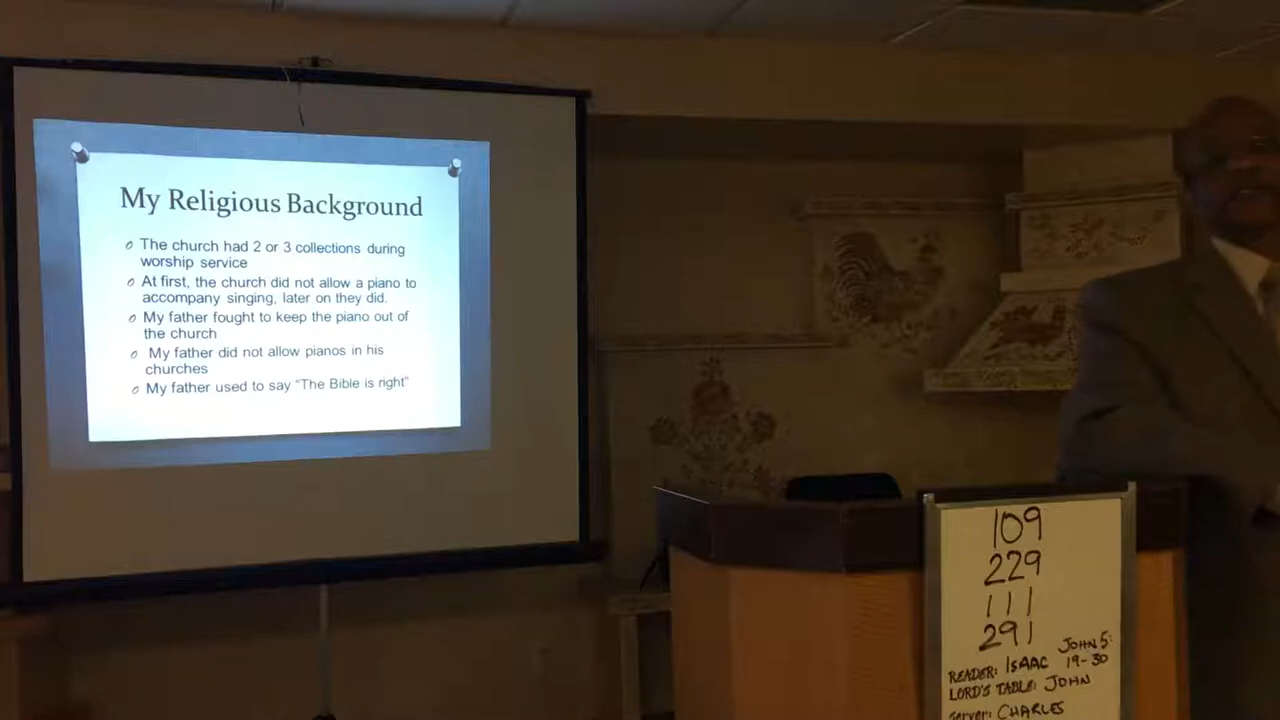 My Religious Background
The church had 2 or 3 collections during
worship service
At first, the church did not allow a piano to
accompany singing, later on they did.
My father fought to keep the piano out of
the church
My father did not allow pianos in his
churches
My father used to say “The Bible is right”
109
229
111
291
JOHN 5:
READER: ISAAC 19-30
LORD'S TABLE: JOHN
Server: CHARLES